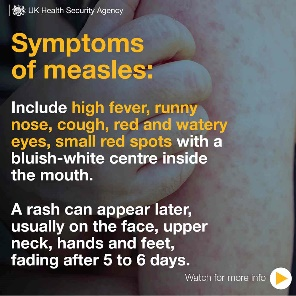 UK Health Security Agency
Symptoms
of measles:
Include high fever, runny
nose, cough, red and watery
eyes, small red spots with a
bluish-white centre inside
the mouth.
A rash can appear later,
usually on the face, upper
neck, hands and feet,
fading after 5 to 6 days.
Watch for more info